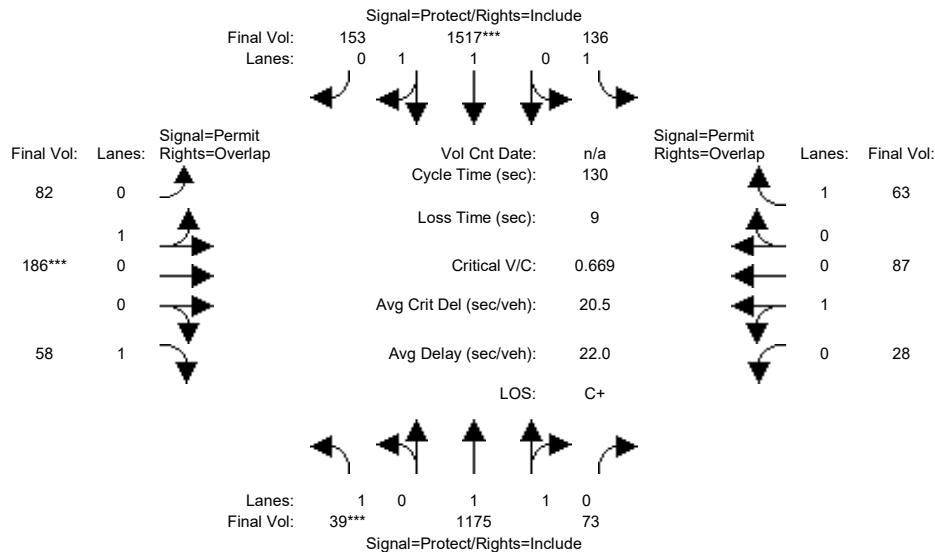 Signal=Protect/Rights=Include
Final Vol: 153 1517*** 136
Lanes: 0 1 1 0 1
Signal=Permit Signal=Permit
Final Vol: Lanes: Rights=Overlap Vol Cnt Date: n/a Rights=Overlap Lanes: Final Vol:
Cycle Time (sec): 130
82 0 1 63
Loss Time (sec): 9
1 0
186*** 0 Critical V/C: 0.669 0 87
0 Avg Crit Del (sec/veh): 20.5 1
58 1 Avg Delay (sec/veh): 22.0 0 28
LOS: C+
Lanes: 1 0 1 1 0
Final Vol: 39*** 1175 73
Signal=Protect/Rights=Include